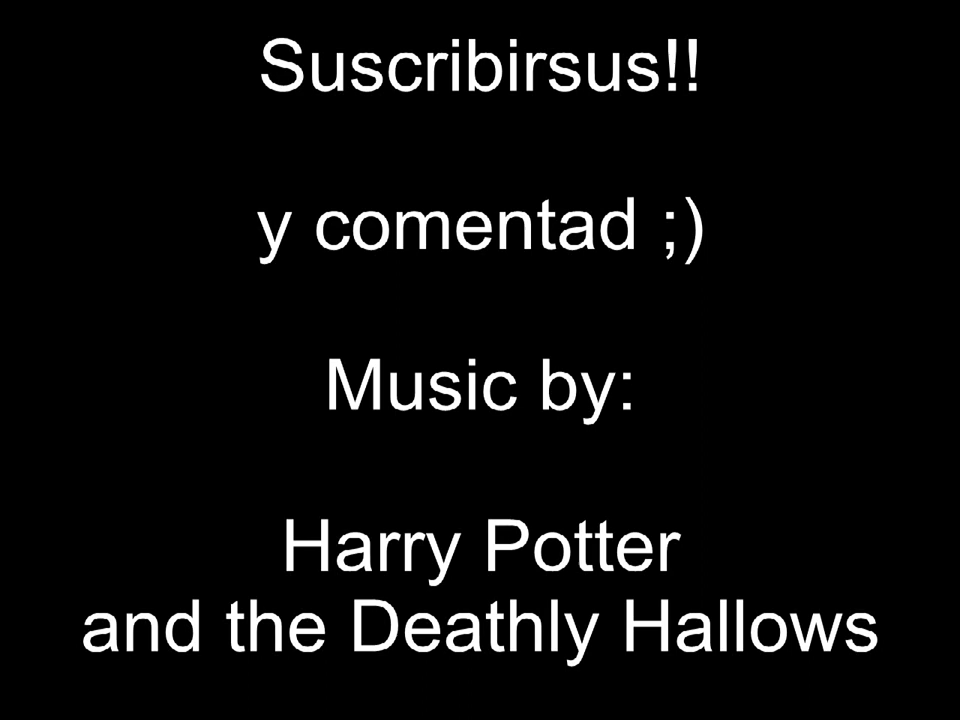 Suscribirsus!!
y comentad ;)
Music by:
Harry Potter
and the Deathly Hallows